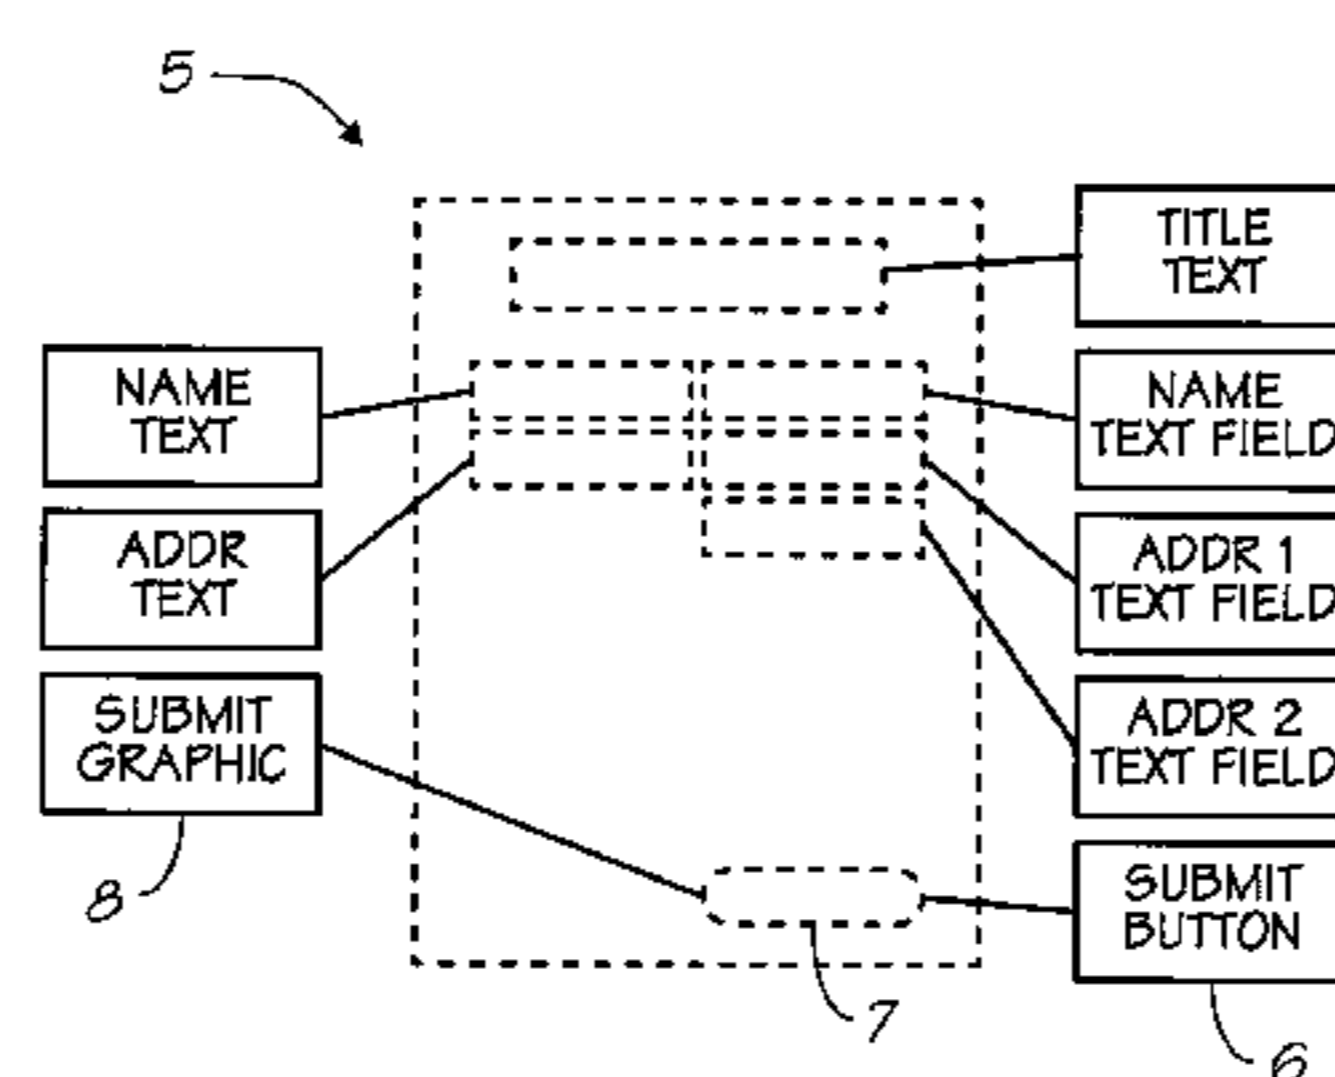 5
TITLE
TEXT
NAME
TEXT
NAME
TEXT FIELD
ADDR
TEXT
ADDR 1
TEXT FIELD
SUBMIT
GRAPHIC
ADDR 2
TEXT FIELD
8
SUBMIT
BUTTON
7
6